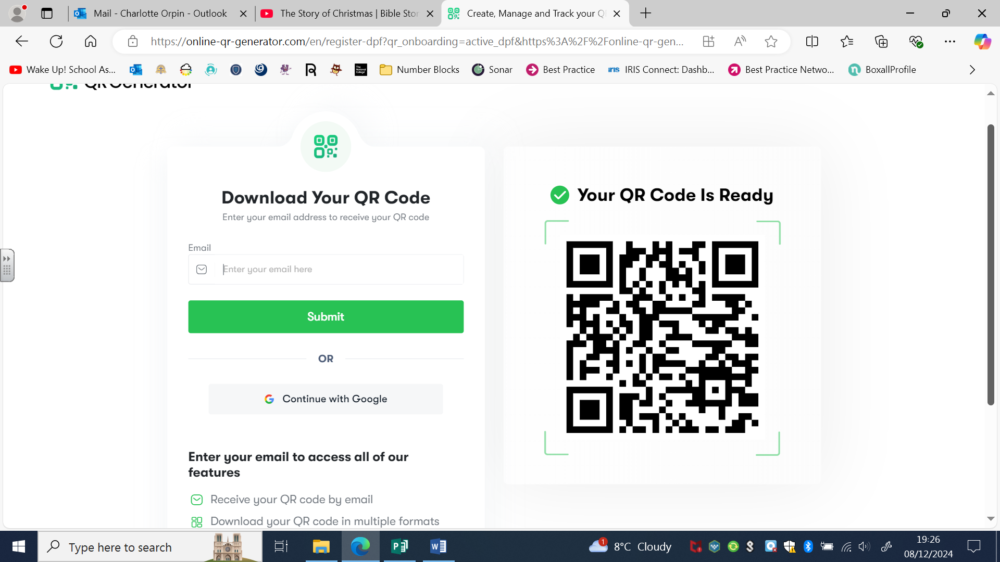 Mail - Charlotte Orpin - Outlook
The Story of Christmas | Bible Stor
Create, Manage and Track your Q
https://online-qr-generator.com/en/register-dpf?qr_onboarding=active_dpf&https%3A%2F%2Fonline-qr-gen...
Wake Up! School As...
Number Blocks
Sonar
Best Practice
IRIS Connect: Dashb...
Best Practice Netwo...
BoxallProfile
QR Generator
Download Your QR Code
Enter your email address to receive your QR code
Email
Enter your email here
Submit
OR
Continue with Google
Enter your email to access all of our
features
Receive your QR code by email
Download your QR code in multiple formats
Your QR Code Is Ready
Type here to search
1
8°C Cloudy
19:26
08/12/2024